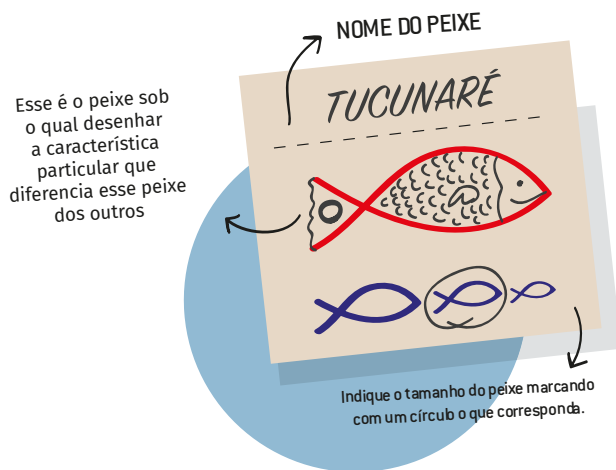 NOME DO PEIXE
TUCUNARÉ
Esse é o peixe sob
o qual desenhar
a característica
particular que
diferencia esse peixe
dos outros
Indique o tamanho do peixe marcando
com um círculo o que corresponda.